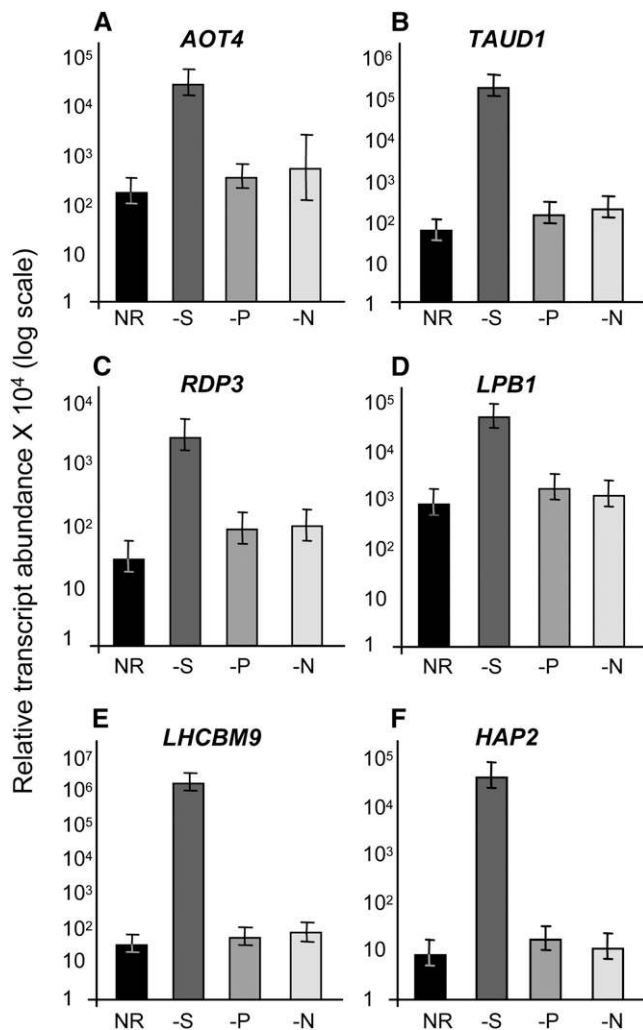 Relative transcript abundance X 10⁴ (log scale)
A
AOT4
10⁵
10⁴
10³
10²
10
1
NR -S -P -N
B
TAUD1
10⁶
10⁵
10³
10²
10
1
NR -S -P -N
C
RDP3
10⁴
10³
10²
10
1
NR -S -P -N
D
LPB1
10⁵
10⁴
10³
10²
10
1
NR -S -P -N
E
LHCBM9
10⁷
10⁶
10⁵
10⁴
10³
10²
10
1
NR -S -P -N
F
HAP2
10⁵
10⁴
10³
10²
10
1
NR -S -P -N